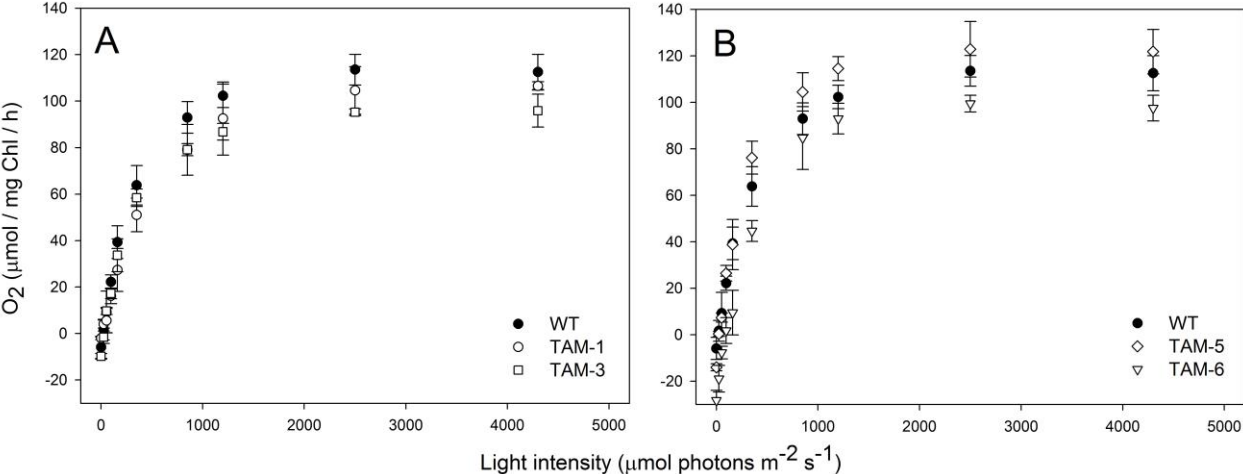 A
B
140
120
100
80
60
40
20
0
-20
140
120
100
80
60
40
20
0
-20
O2 (μmol / mg Chl / h)
WT
TAM-1
TAM-3
WT
TAM-5
TAM-6
0 1000 2000 3000 4000 5000
0 1000 2000 3000 4000 5000
Light intensity (μmol photons m-2 s-1)